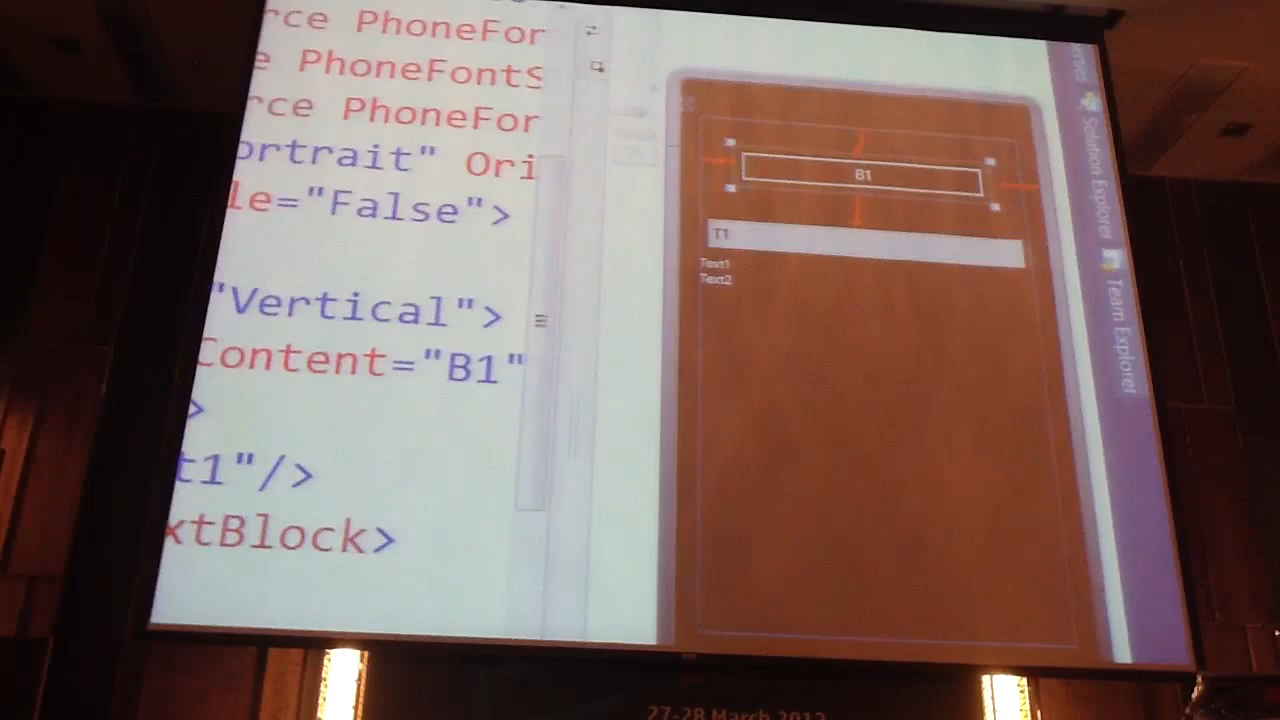 rce PhoneFor
e PhoneFontS
rce PhoneFor
ortrait" Ori
le="False">
"Vertical">
Content="B1"
>
t1"/>
xtBlock>
B1
T1
Text1
Text2
Solution Explorer
Team Explorer
27-28 March 2012